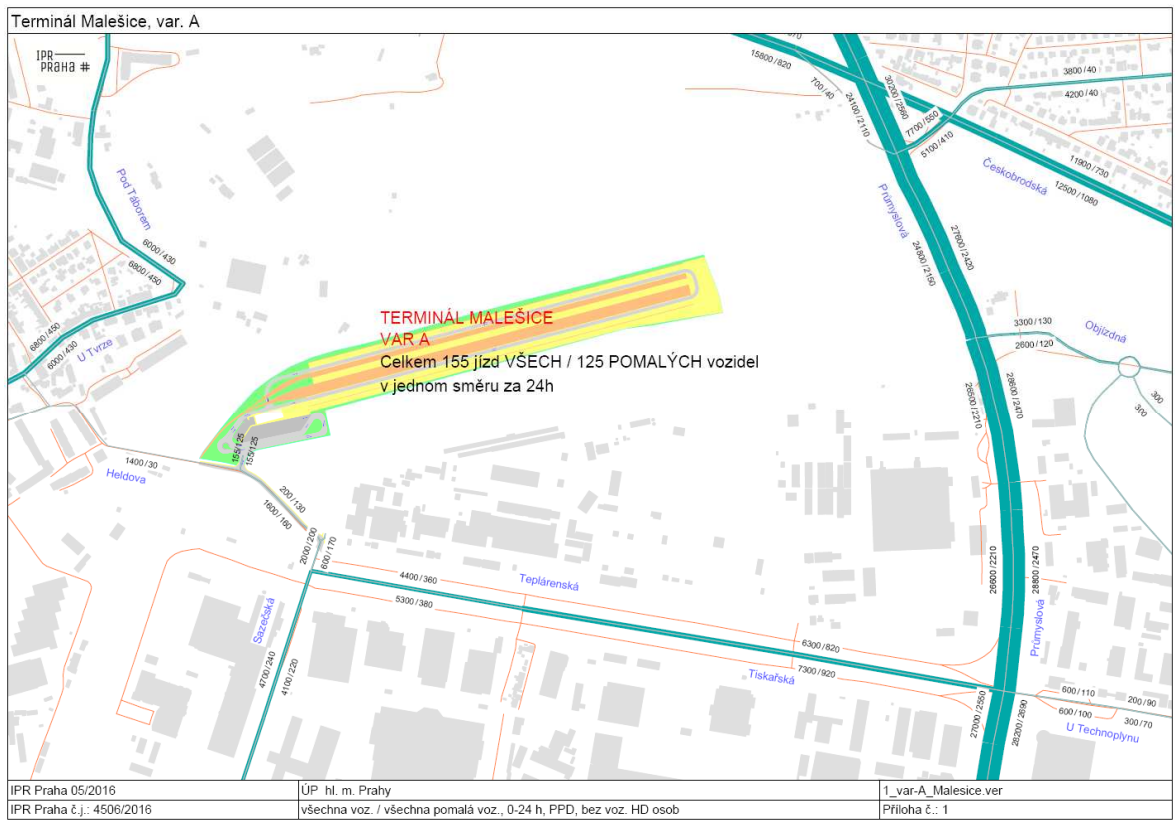 Terminál Malešice, var. A
IPR
PRAHA #
15800/820
700/40
24100/2110
30200/2560
7700/550
5100/410
3800/40
4200/40
11900/730
12500/1080
Českobrodská
Průmyslová
27600/2420
24800/2150
Pod Táborem
6000/430
6800/450
6800/450
6000/430
U Tvrze
TERMINÁL MALEŠICE
VAR A
Celkem 155 jízd VŠECH / 125 POMALÝCH vozidel
v jednom směru za 24h
3300/130
2600/120
Objízdná
300
300
26500/2210
28600/2470
155/125
155/125
1400/30
Heldova
200/130
1600/160
2000/200
600/170
4400/360
Teplárenská
5300/380
Sazečská
4700/240
4100/220
26600/2210
28800/2470
Průmyslová
6300/820
7300/920
Tiskařská
27000/2550
28200/2690
600/110
200/90
600/100
300/70
U Technoplynu
IPR Praha 05/2016
ÚP hl. m. Prahy
1_var-A_Malesice.ver
IPR Praha č.j.: 4506/2016
všechna voz. / všechna pomalá voz., 0-24 h, PPD, bez voz. HD osob
Příloha č.: 1